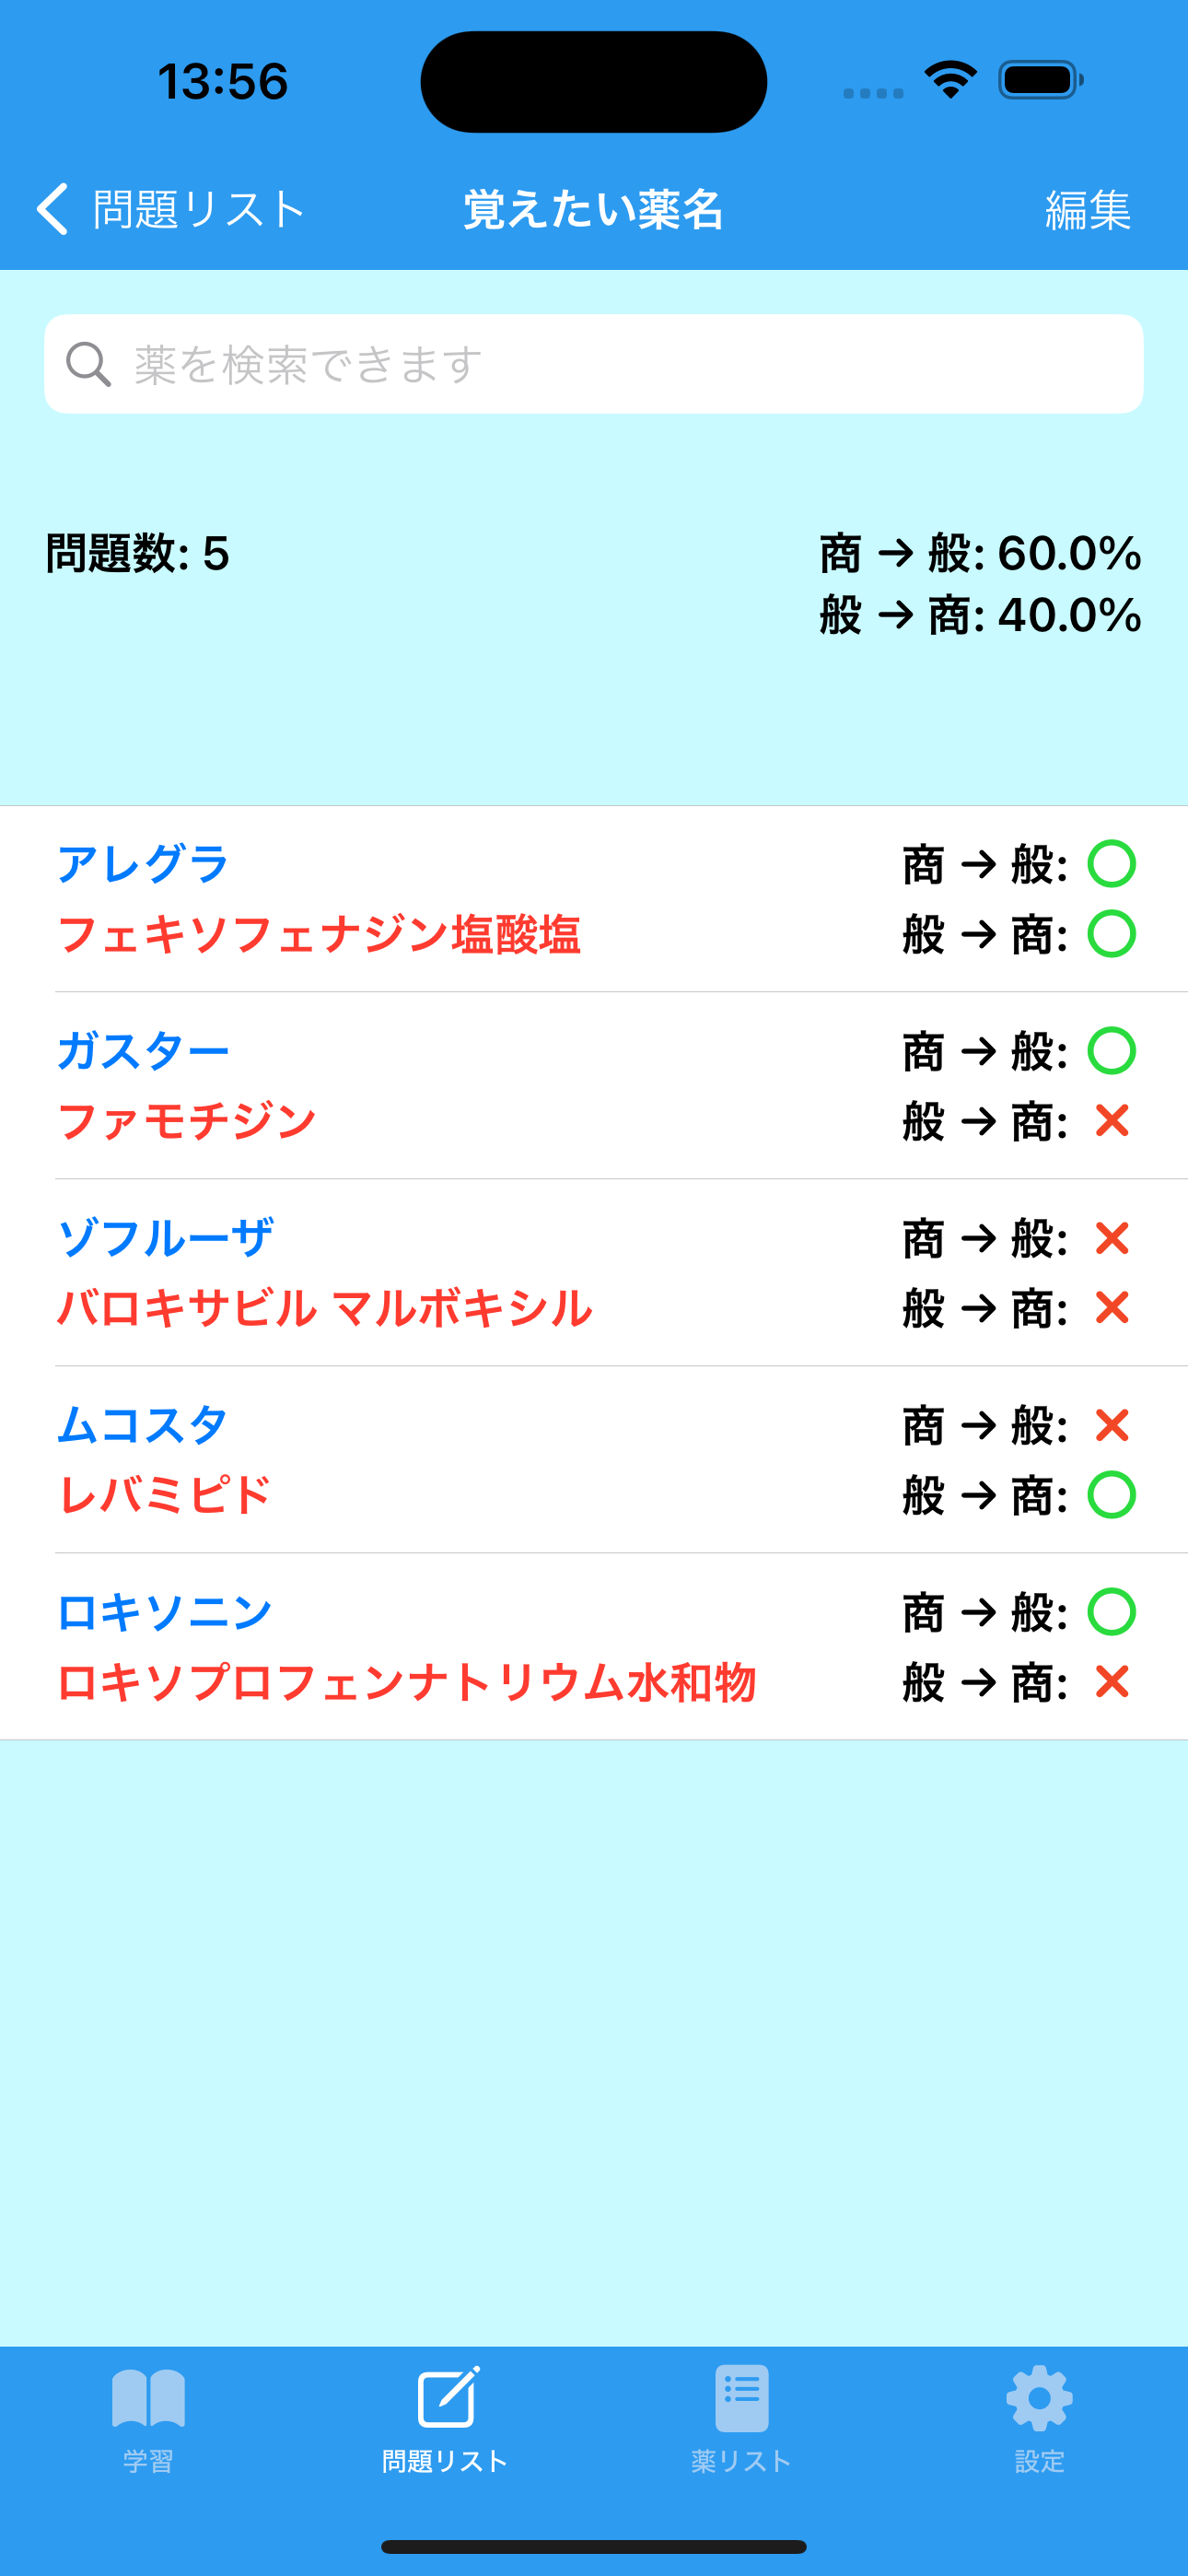 13:56
問題リスト 覚えたい薬名 編集
薬を検索できます
問題数: 5 商 → 般: 60.0%
般 → 商: 40.0%
アレグラ 商 → 般:
フェキソフェナジン塩酸塩 般 → 商:
ガスター 商 → 般:
ファモチジン 般 → 商:
ゾフルーザ 商 → 般:
バロキサビル マルボキシル 般 → 商:
ムコスタ 商 → 般:
レバミピド 般 → 商:
ロキソニン 商 → 般:
ロキソプロフェンナトリウム水和物 般 → 商:
学習 問題リスト 薬リスト 設定